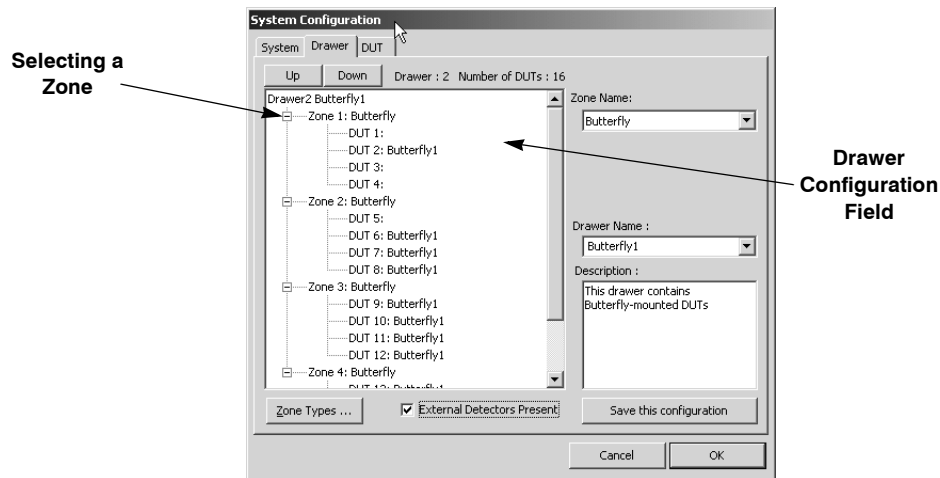 System Configuration
System Drawer DUT
Selecting a
Zone
Up Down Drawer : 2 Number of DUTs : 16
Drawer2 Butterfly1
Zone 1: Butterfly
DUT 1:
DUT 2: Butterfly1
DUT 3:
DUT 4:
Zone 2: Butterfly
DUT 5:
DUT 6: Butterfly1
DUT 7: Butterfly1
DUT 8: Butterfly1
Zone 3: Butterfly
DUT 9: Butterfly1
DUT 10: Butterfly1
DUT 11: Butterfly1
DUT 12: Butterfly1
Zone 4: Butterfly
Zone Name:
Butterfly
Drawer Name :
Butterfly1
Description :
This drawer contains
Butterfly-mounted DUTs
Drawer
Configuration
Field
Zone Types ... External Detectors Present Save this configuration
Cancel OK